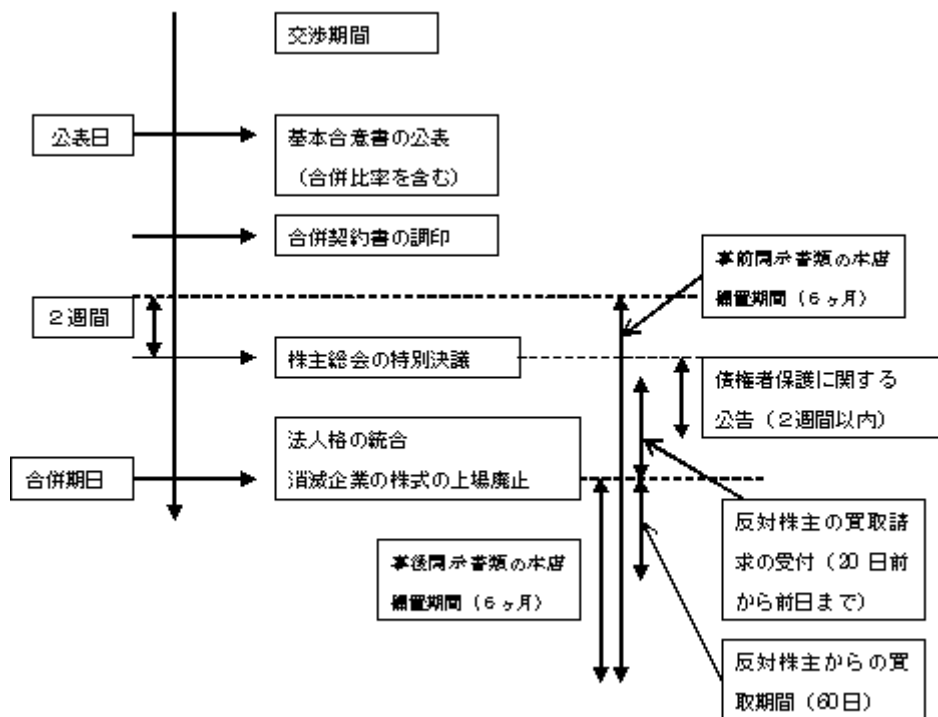 交渉期間
公表日
基本合意書の公表
(合併比率を含む)
合併契約書の調印
事前開示書類の本店
備置期間(6ヶ月)
2週間
株主総会の特別決議
債権者保護に関する
公告(2週間以内)
法人格の統合
消滅企業の株式の上場廃止
合併期日
反対株主の買取請
求の受付(20日前
から前日まで)
事後開示書類の本店
備置期間(6ヶ月)
反対株主からの買
取期間(60日)